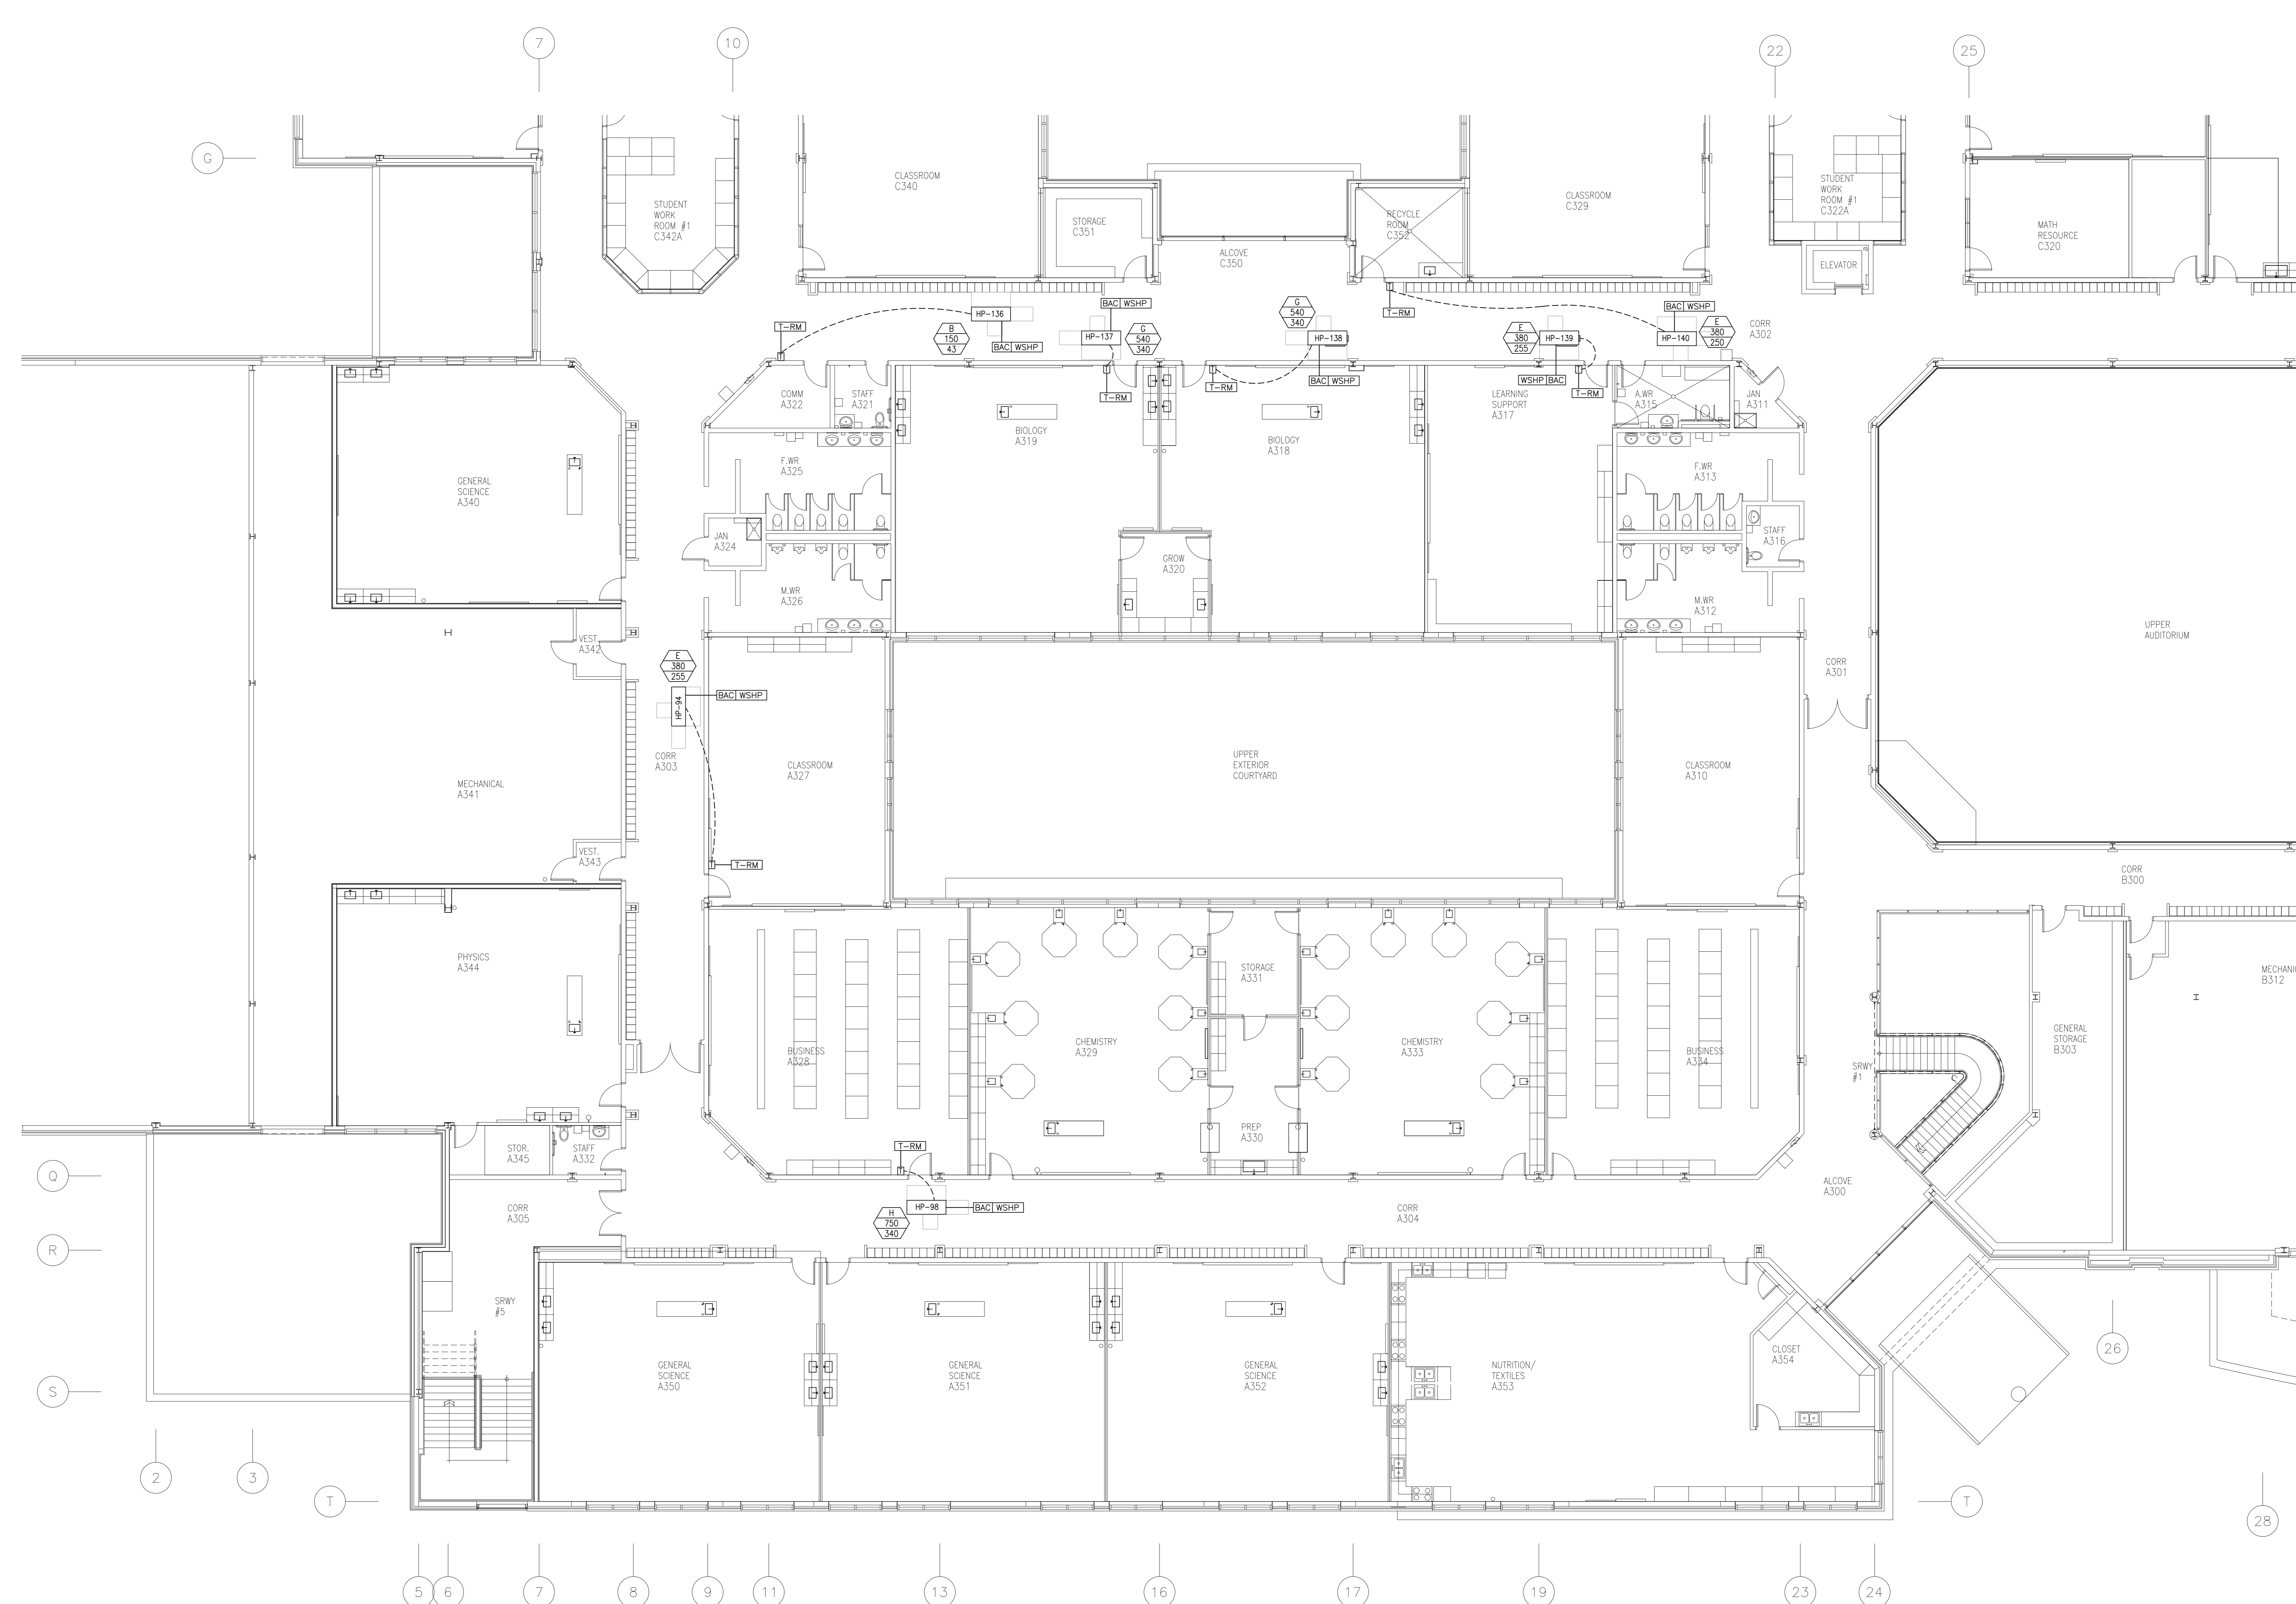 7
10
22
25
G
STUDENT
WORK
ROOM #1
C342A
CLASSROOM
C340
STORAGE
C351
ALCOVE
C350
RECYCLE
ROOM
C352
CLASSROOM
C329
STUDENT
WORK
ROOM #1
C322A
ELEVATOR
MATH
RESOURCE
C320
T-RM
HP-136
BAC WSHP
B
150
43
BAC WSHP
HP-137
T-RM
G
540
340
G
540
340
HP-138
BAC WSHP
T-RM
T-RM
E
380
255
HP-139
WSHP BAC
T-RM
BAC WSHP
HP-140
E
380
250
CORR
A302
COMM
A322
STAFF
A321
BIOLOGY
A319
BIOLOGY
A318
LEARNING
SUPPORT
A317
A.WR
A315
JAN
A311
GENERAL
SCIENCE
A340
F.WR
A325
F.WR
A313
JAN
A324
GROW
A320
STAFF
A316
M.WR
A326
M.WR
A312
VEST.
A342
UPPER
AUDITORIUM
E
380
255
HP-94
BAC WSHP
CORR
A301
CORR
A303
MECHANICAL
A341
CLASSROOM
A327
UPPER
EXTERIOR
COURTYARD
CLASSROOM
A310
VEST.
A343
T-RM
CORR
B300
PHYSICS
A344
STORAGE
A331
MECHANI
B312
BUSINESS
A328
CHEMISTRY
A329
CHEMISTRY
A333
BUSINESS
A334
SRWY
#1
GENERAL
STORAGE
B303
PREP
A330
STOR.
A345
STAFF
A332
T-RM
Q
ALCOVE
A300
CORR
A305
H
750
340
HP-98
BAC WSHP
CORR
A304
R
SRWY
#5
GENERAL
SCIENCE
A350
GENERAL
SCIENCE
A351
GENERAL
SCIENCE
A352
NUTRITION/
TEXTILES
A353
CLOSET
A354
26
S
2
3
T
T
28
5
6
7
8
9
11
13
16
17
19
23
24